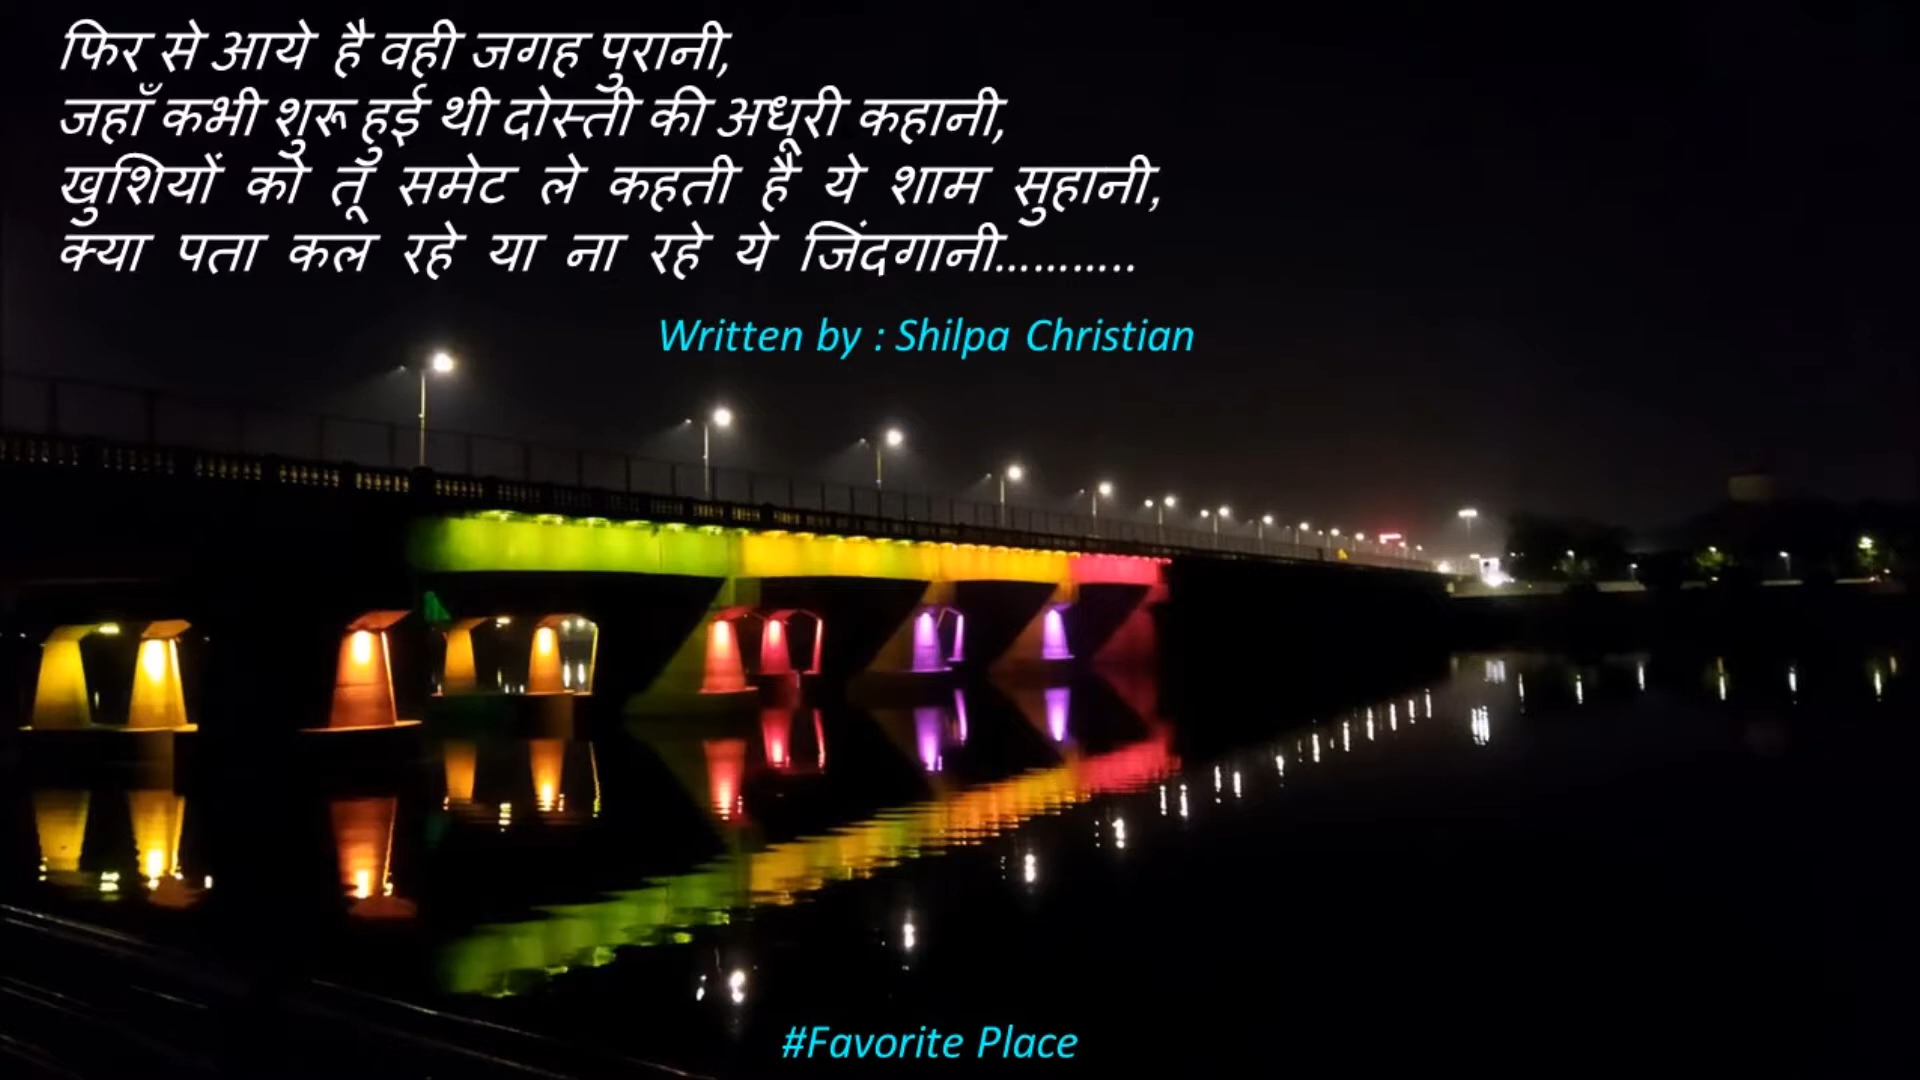 फिर से आये है वही जगह पुरानी,
जहाँ कभी शुरू हुई थी दोस्ती की अधूरी कहानी,
खुशियों को तू समेट ले कहती है ये शाम सुहानी,
क्या पता कल रहे या ना रहे ये जिंदगानी...........
Written by : Shilpa Christian
#Favorite Place